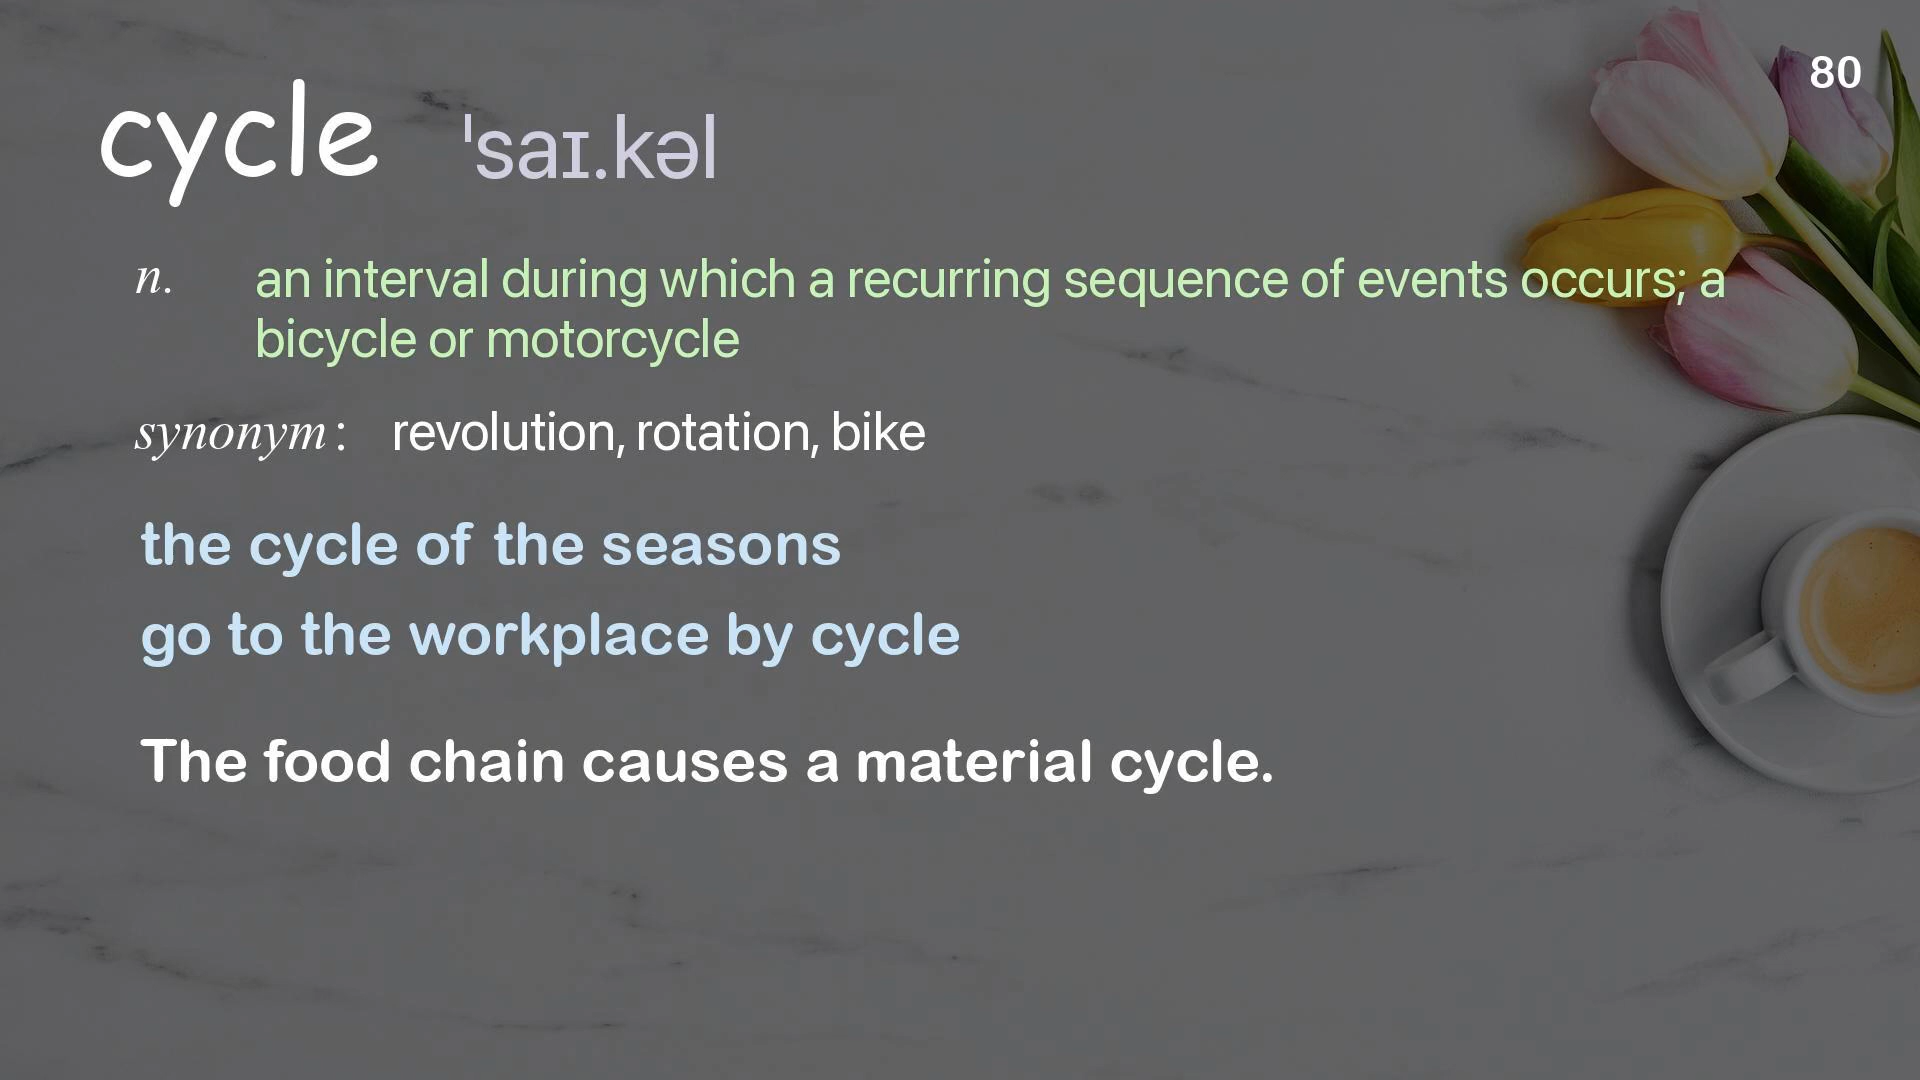 80
cycle ˈsaɪ.kəl
n. an interval during which a recurring sequence of events occurs; a
bicycle or motorcycle
synonym: revolution, rotation, bike
the cycle of the seasons
go to the workplace by cycle
The food chain causes a material cycle.